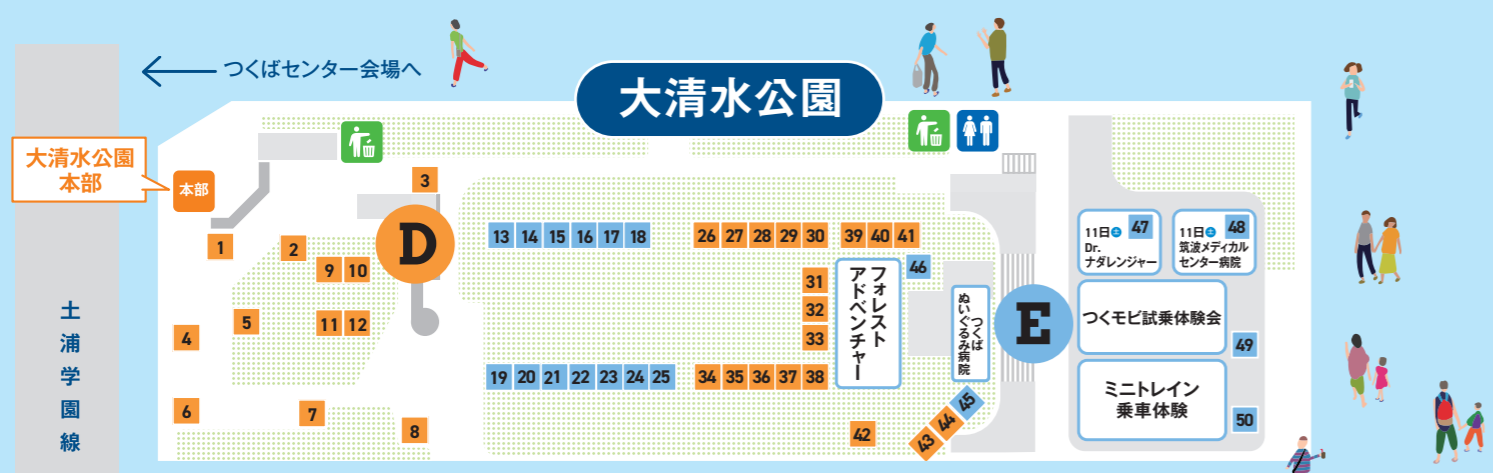 つくばセンター会場へ
大清水公園
大清水公園
本部
本部
土浦学園線
D
E
1
2
3
4
5
6
7
8
9 10
11 12
13 14 15 16 17 18
19 20 21 22 23 24 25
26 27 28 29 30
31
32
33
34 35 36 37 38
39 40 41
42
43 44 45
46
フォレスト
アドベンチャー
つくば
ぬいぐるみ病院
11日土 47
Dr.
ナダレンジャー
11日土 48
筑波メディカル
センター病院
つくモビ試乗体験会
49
ミニトレイン
乗車体験
50